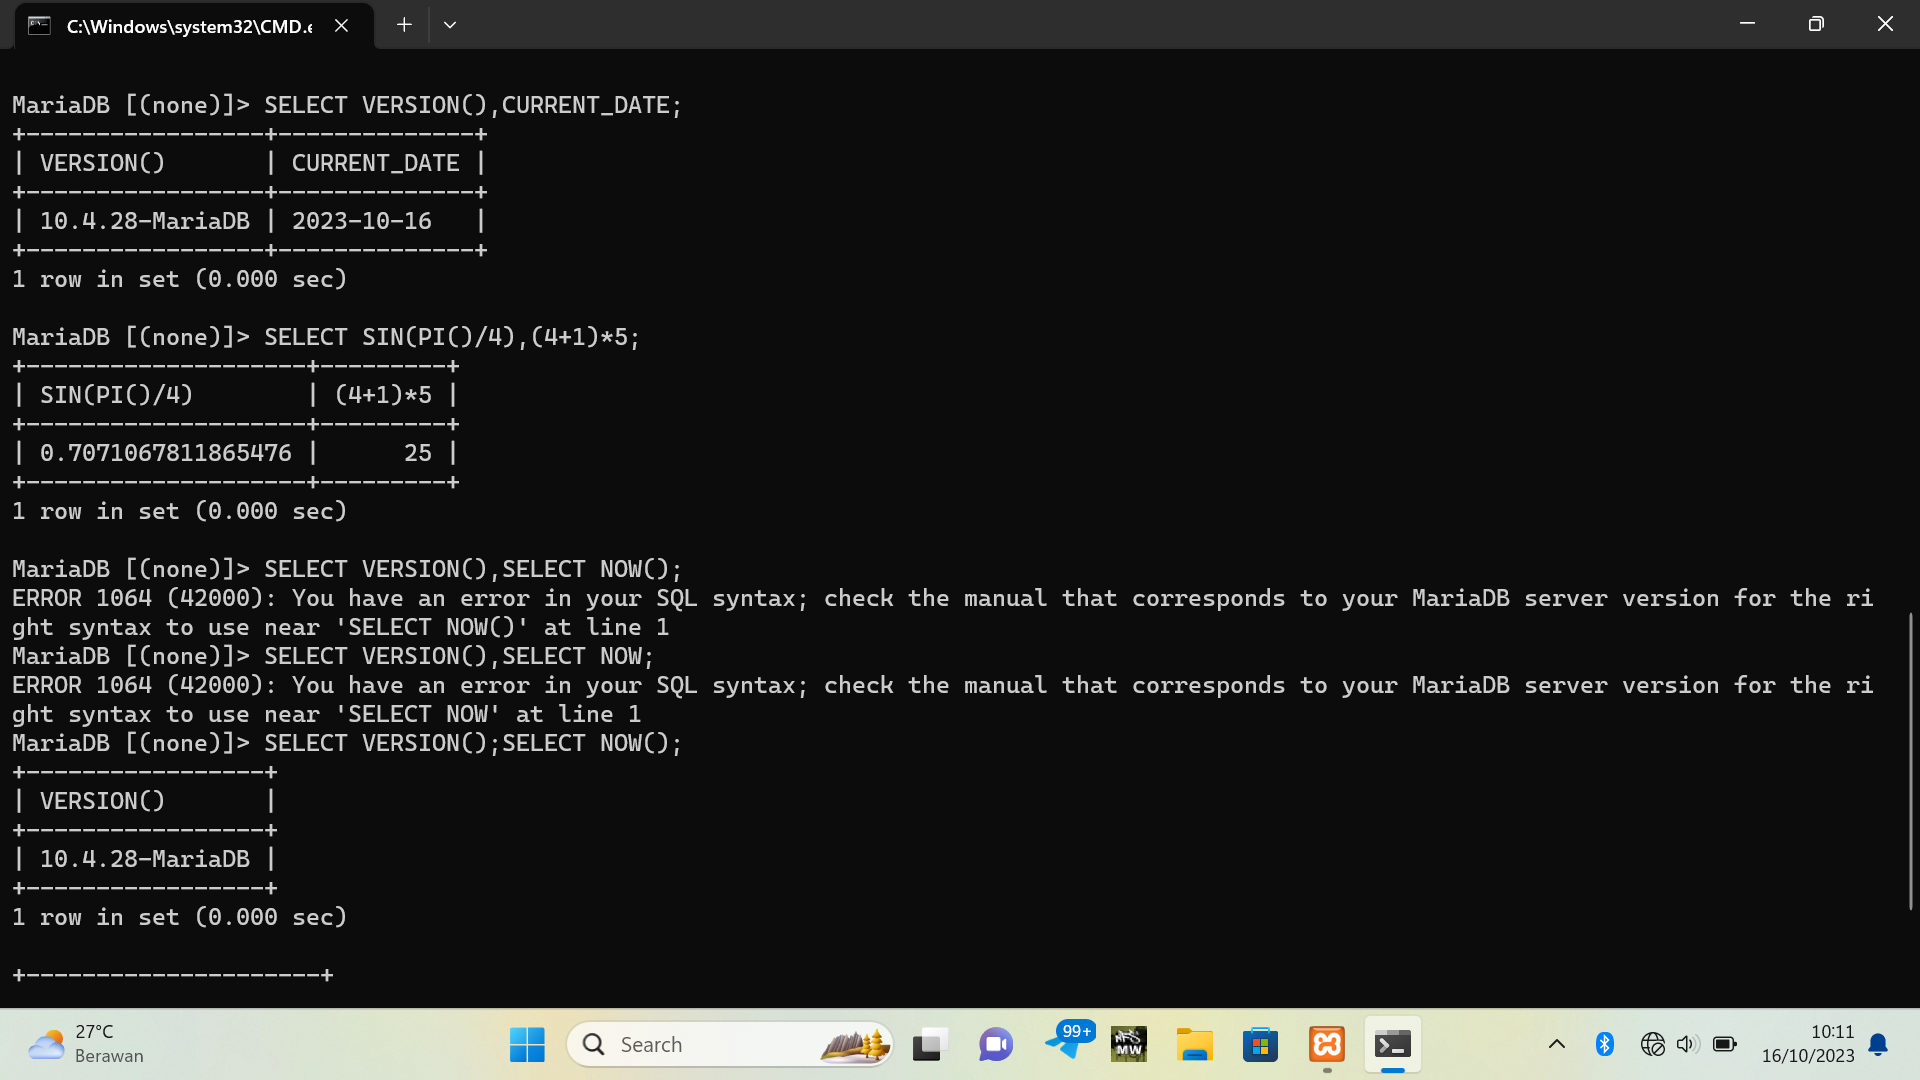 C:\Windows\system32\CMD.e
MariaDB [(none)]> SELECT VERSION(),CURRENT_DATE;
+-----------------+--------------+
| VERSION()       | CURRENT_DATE |
+-----------------+--------------+
| 10.4.28-MariaDB | 2023-10-16   |
+-----------------+--------------+
1 row in set (0.000 sec)
MariaDB [(none)]> SELECT SIN(PI()/4),(4+1)*5;
+--------------------+---------+
| SIN(PI()/4)        | (4+1)*5 |
+--------------------+---------+
| 0.7071067811865476 |      25 |
+--------------------+---------+
1 row in set (0.000 sec)
MariaDB [(none)]> SELECT VERSION(),SELECT NOW();
ERROR 1064 (42000): You have an error in your SQL syntax; check the manual that corresponds to your MariaDB server version for the ri
ght syntax to use near 'SELECT NOW()' at line 1
MariaDB [(none)]> SELECT VERSION(),SELECT NOW;
ERROR 1064 (42000): You have an error in your SQL syntax; check the manual that corresponds to your MariaDB server version for the ri
ght syntax to use near 'SELECT NOW' at line 1
MariaDB [(none)]> SELECT VERSION();SELECT NOW();
+-----------------+
| VERSION()       |
+-----------------+
| 10.4.28-MariaDB |
+-----------------+
1 row in set (0.000 sec)
+---------------------+
27°C
Berawan
Search
99+
NFS
MW
10:11
16/10/2023